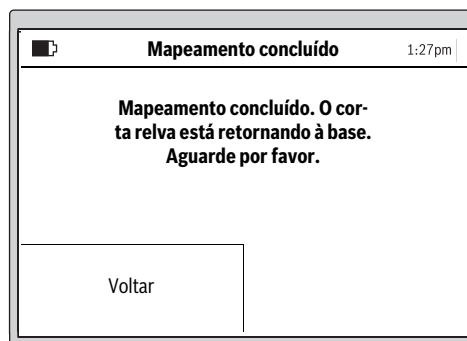 Mapeamento concluído 1:27pm
Mapeamento concluído. O cor-
ta relva está retornando à base.
Aguarde por favor.
Voltar